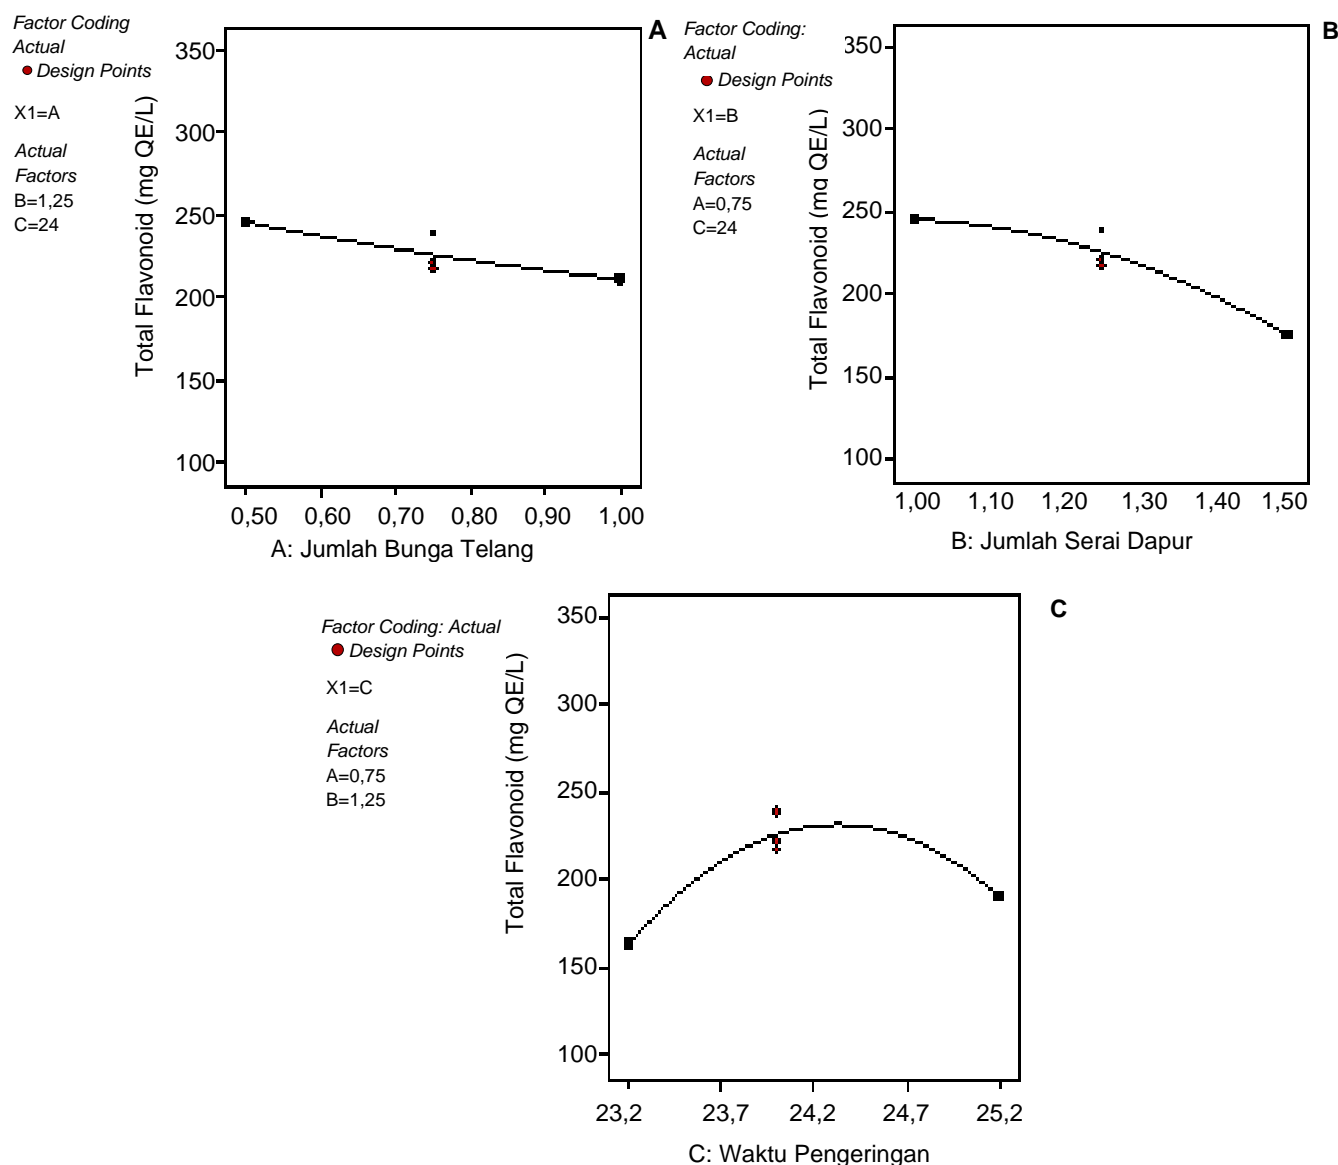 Factor Coding
Actual
Design Points
X1=A
Actual
Factors
B=1,25
C=24
A
Total Flavonoid (mg QE/L)
350
300
250
200
150
100
0,50 0,60 0,70 0,80 0,90 1,00
A: Jumlah Bunga Telang
Factor Coding:
Actual
Design Points
X1=B
Actual
Factors
A=0,75
C=24
B
Total Flavonoid (mg QE/L)
350
300
250
200
150
100
1,00 1,10 1,20 1,30 1,40 1,50
B: Jumlah Serai Dapur
Factor Coding: Actual
Design Points
X1=C
Actual
Factors
A=0,75
B=1,25
C
Total Flavonoid (mg QE/L)
350
300
250
200
150
100
23,2 23,7 24,2 24,7 25,2
C: Waktu Pengeringan